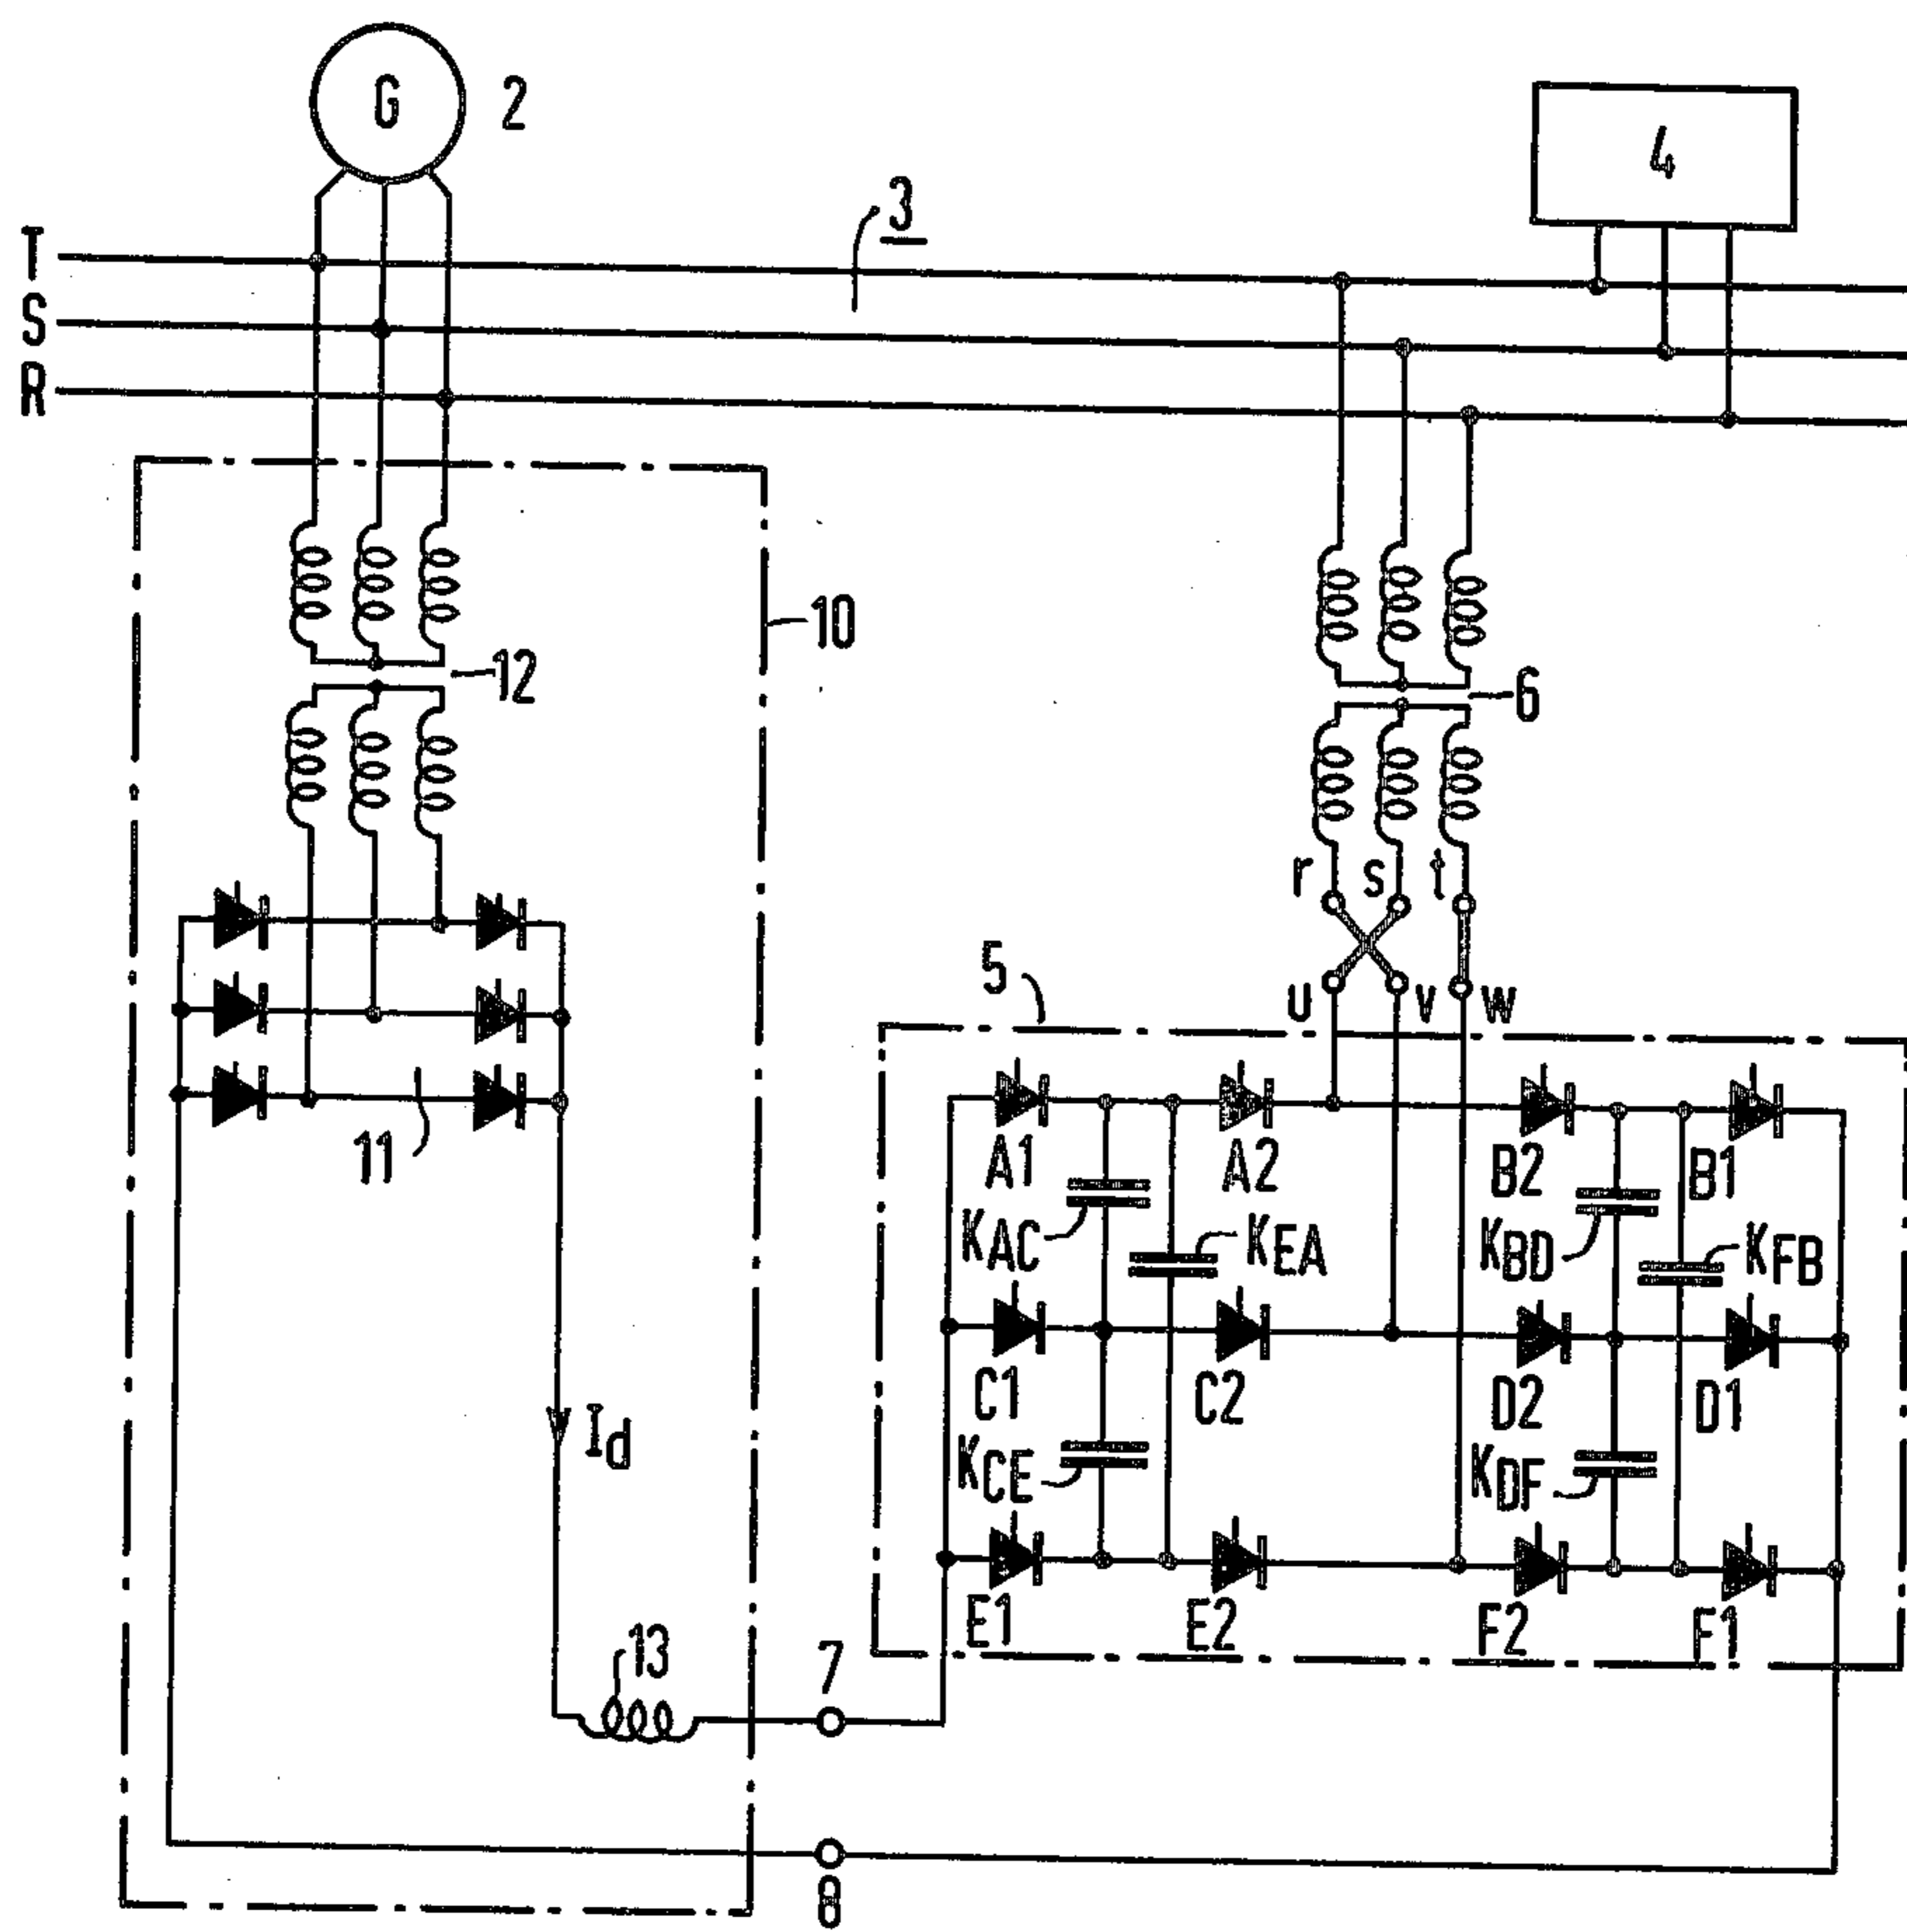 G
2
4
3
T
S
R
10
12
6
r s t
5
U V W
A1
A2
B2
B1
11
KAC
KEA
KBD
KFB
C1
C2
D2
D1
Id
KCE
KDF
E1
E2
F2
F1
13
7
8